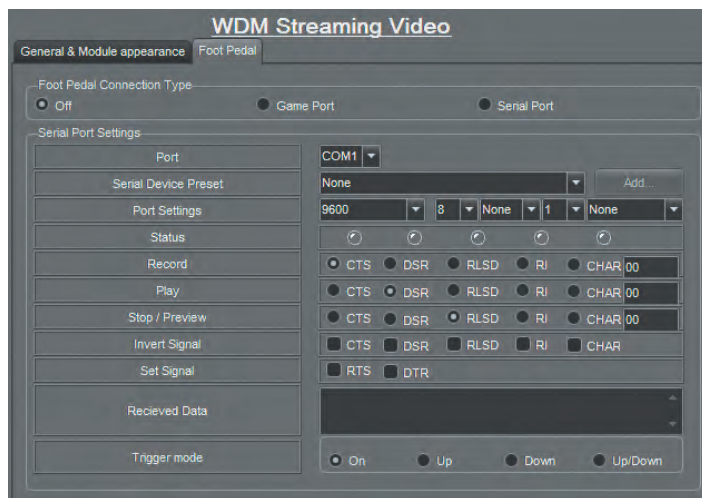 WDM Streaming Video
General & Module appearance Foot Pedal
Foot Pedal Connection Type
Off Game Port Serial Port
Serial Port Settings
Port COM1
Serial Device Preset None Add...
Port Settings 9600 8 None 1 None
Status
Record CTS DSR RLSD RI CHAR 00
Play CTS DSR RLSD RI CHAR 00
Stop / Preview CTS DSR RLSD RI CHAR 00
Invert Signal CTS DSR RLSD RI CHAR
Set Signal RTS DTR
Recieved Data
Trigger mode On Up Down Up/Down